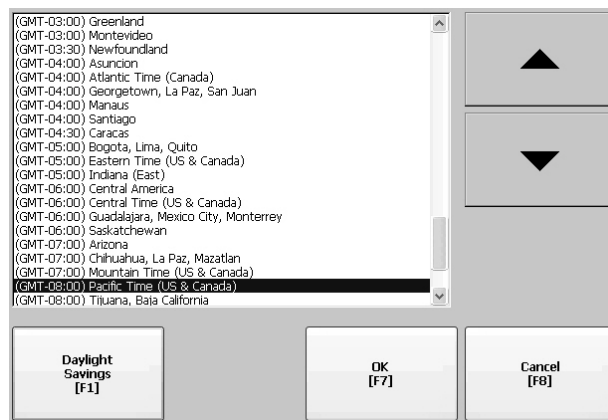 (GMT-03:00) Greenland
(GMT-03:00) Montevideo
(GMT-03:30) Newfoundland
(GMT-04:00) Asuncion
(GMT-04:00) Atlantic Time (Canada)
(GMT-04:00) Georgetown, La Paz, San Juan
(GMT-04:00) Manaus
(GMT-04:00) Santiago
(GMT-04:30) Caracas
(GMT-05:00) Bogota, Lima, Quito
(GMT-05:00) Eastern Time (US & Canada)
(GMT-05:00) Indiana (East)
(GMT-06:00) Central America
(GMT-06:00) Central Time (US & Canada)
(GMT-06:00) Guadalajara, Mexico City, Monterrey
(GMT-06:00) Saskatchewan
(GMT-07:00) Arizona
(GMT-07:00) Chihuahua, La Paz, Mazatlan
(GMT-07:00) Mountain Time (US & Canada)
(GMT-08:00) Pacific Time (US & Canada)
(GMT-08:00) Tijuana, Baja California
Daylight
Savings
[F1]
OK
[F7]
Cancel
[F8]